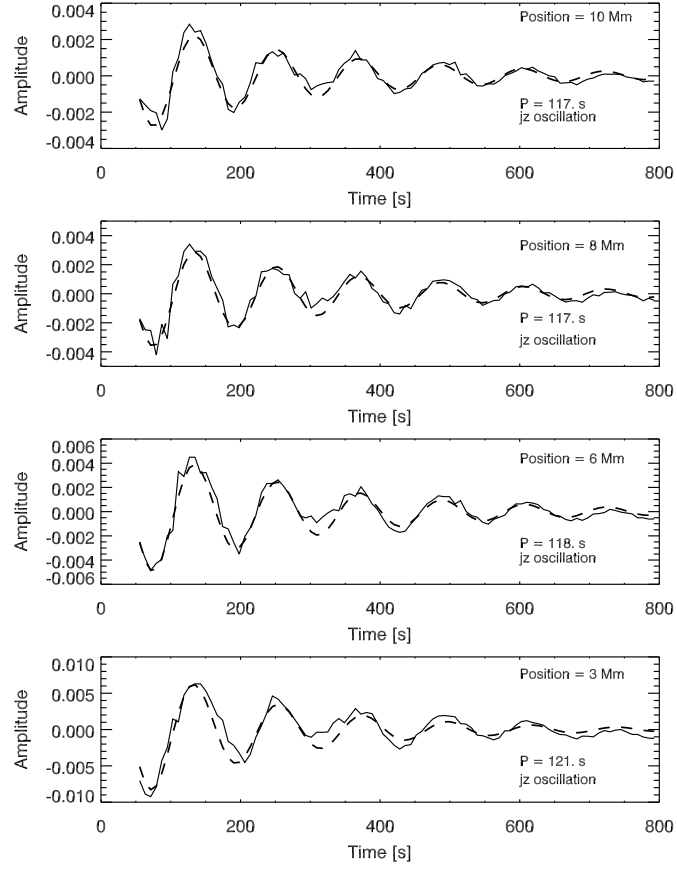 0.004
Position = 10 Mm
0.002
0.000
-0.002
P = 117. s
jz oscillation
-0.004
Amplitude
0 200 400 600 800
Time [s]
0.004
Position = 8 Mm
0.002
0.000
-0.002
P = 117. s
-0.004
jz oscillation
Amplitude
0 200 400 600 800
Time [s]
0.006
Position = 6 Mm
0.004
0.002
0.000
-0.002
P = 118. s
-0.004
jz oscillation
-0.006
Amplitude
0 200 400 600 800
Time [s]
0.010
Position = 3 Mm
0.005
0.000
-0.005
P = 121. s
jz oscillation
-0.010
Amplitude
0 200 400 600 800
Time [s]